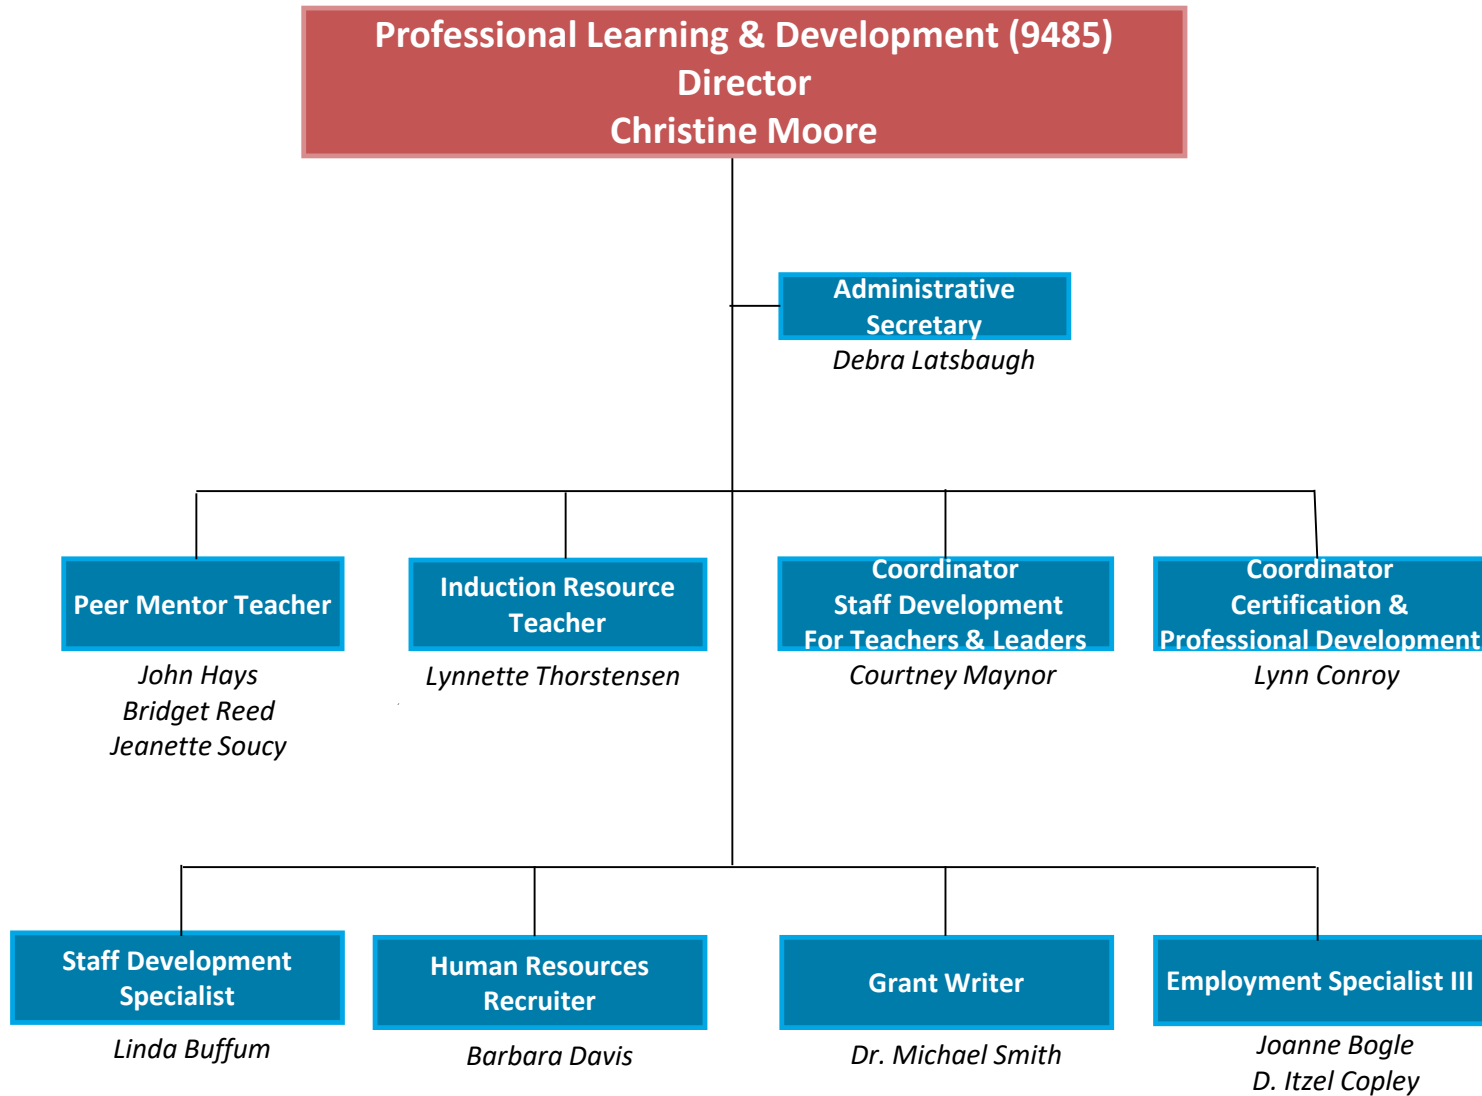 Professional Learning & Development (9485)
Director
Christine Moore
Administrative
Secretary
Debra Latsbaugh
Peer Mentor Teacher
John Hays
Bridget Reed
Jeanette Soucy
Induction Resource
Teacher
Lynnette Thorstensen
Coordinator
Staff Development
For Teachers & Leaders
Courtney Maynor
Coordinator
Certification &
Professional Development
Lynn Conroy
Staff Development
Specialist
Linda Buffum
Human Resources
Recruiter
Barbara Davis
Grant Writer
Dr. Michael Smith
Employment Specialist III
Joanne Bogle
D. Itzel Copley